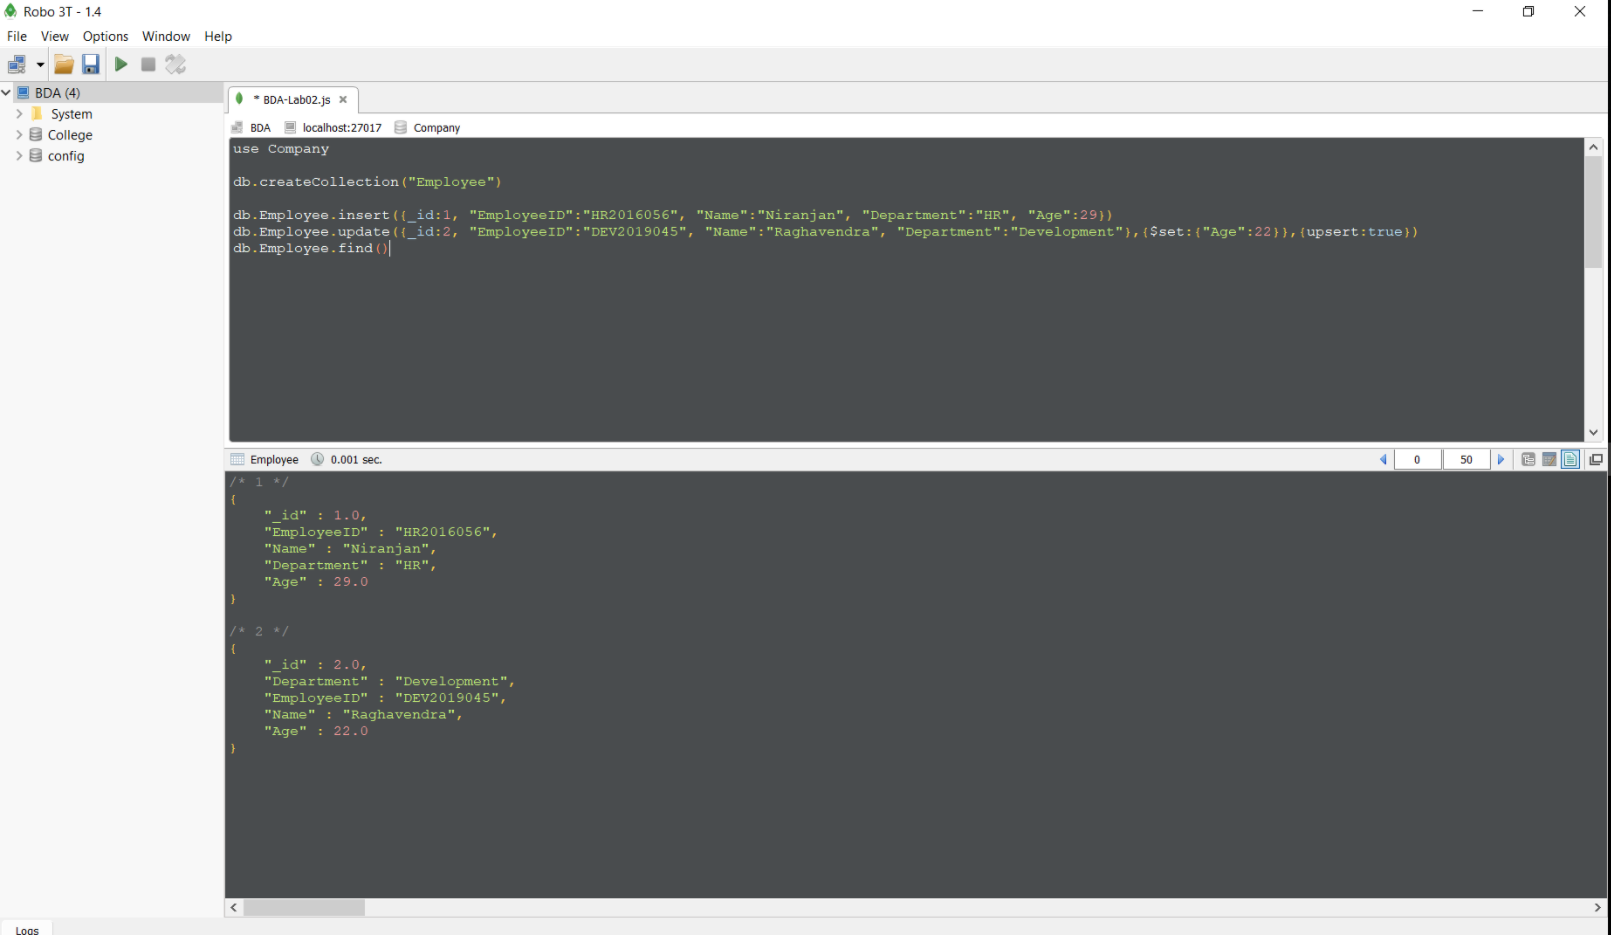 Robo 3T - 1.4
File View Options Window Help
BDA (4)
System
College
config
* BDA-Lab02.js
BDA localhost:27017 Company
use Company
db.createCollection("Employee")
db.Employee.insert({_id:1, "EmployeeID":"HR2016056", "Name":"Niranjan", "Department":"HR", "Age":29})
db.Employee.update({_id:2, "EmployeeID":"DEV2019045", "Name":"Raghavendra", "Department":"Development"},{$set:{"Age":22}},{upsert:true})
db.Employee.find()
Employee 0.001 sec. 0 50
/* 1 */
{
"_id" : 1.0,
"EmployeeID" : "HR2016056",
"Name" : "Niranjan",
"Department" : "HR",
"Age" : 29.0
}
/* 2 */
{
"_id" : 2.0,
"Department" : "Development",
"EmployeeID" : "DEV2019045",
"Name" : "Raghavendra",
"Age" : 22.0
}
Logs